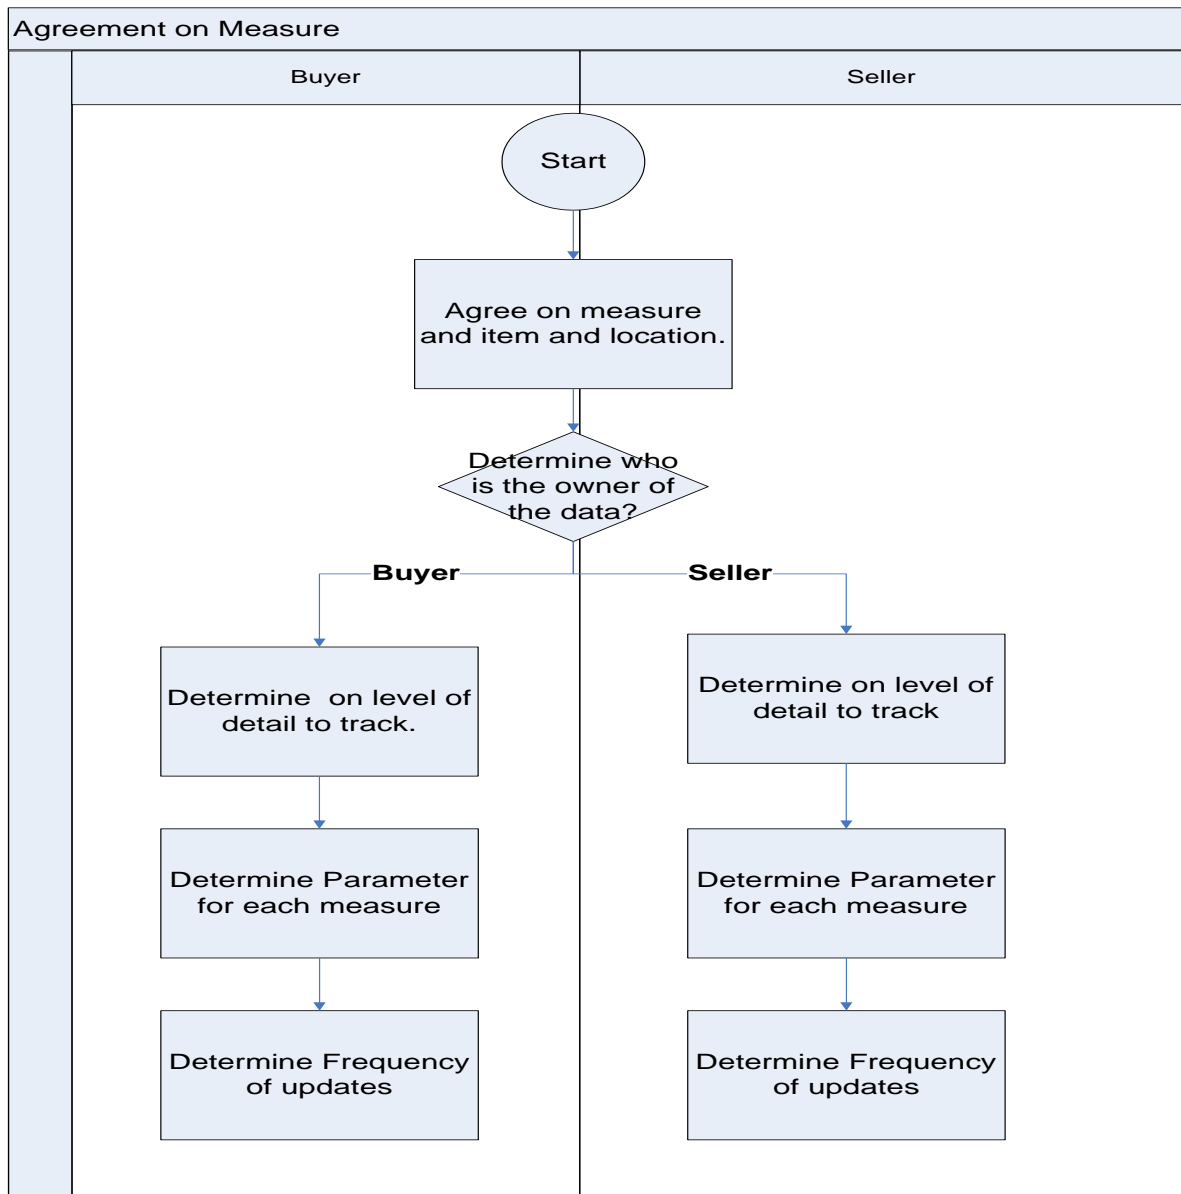 Agreement on Measure
Buyer
Seller
Start
Agree on measure
and item and location.
Determine who
is the owner of
the data?
Buyer
Seller
Determine  on level of
detail to track.
Determine on level of
detail to track
Determine Parameter
for each measure
Determine Parameter
for each measure
Determine Frequency
of updates
Determine Frequency
of updates